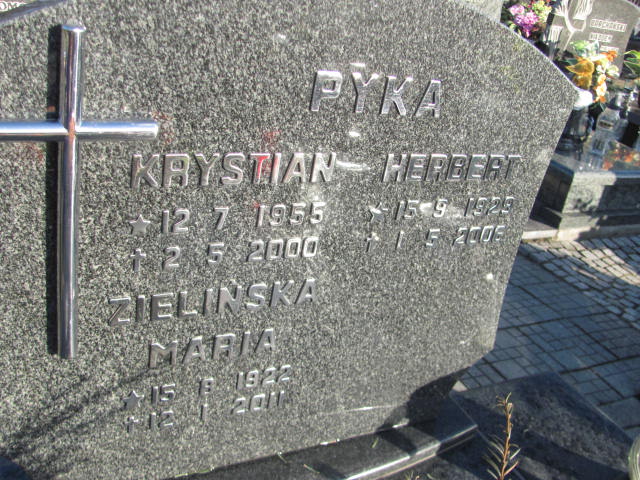 PYKA
KRYSTIAN
* 12 7 1955
† 2 5 2000
HERBERT
* 15 9 1929
† 1 5 2006
ZIELIŃSKA
MARIA
* 15 8 1922
† 12 1 2011